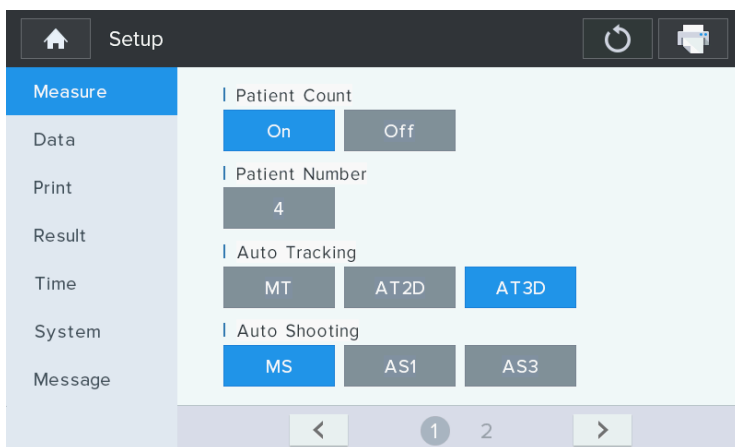 Setup
Measure
Data
Print
Result
Time
System
Message
Patient Count
On Off
Patient Number
4
Auto Tracking
MT AT2D AT3D
Auto Shooting
MS AS1 AS3
< 1 2 >